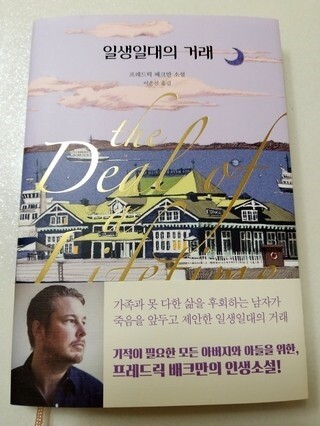 일생일대의 거래
프레드릭 배크만 소설
이은선 옮김
the
Deal of
a
Lifetime
가족과 못 다한 삶을 후회하는 남자가
죽음을 앞두고 제안한 일생일대의 거래
기적이 필요한 모든 아버지와 아들을 위한,
프레드릭 배크만의 인생소설!